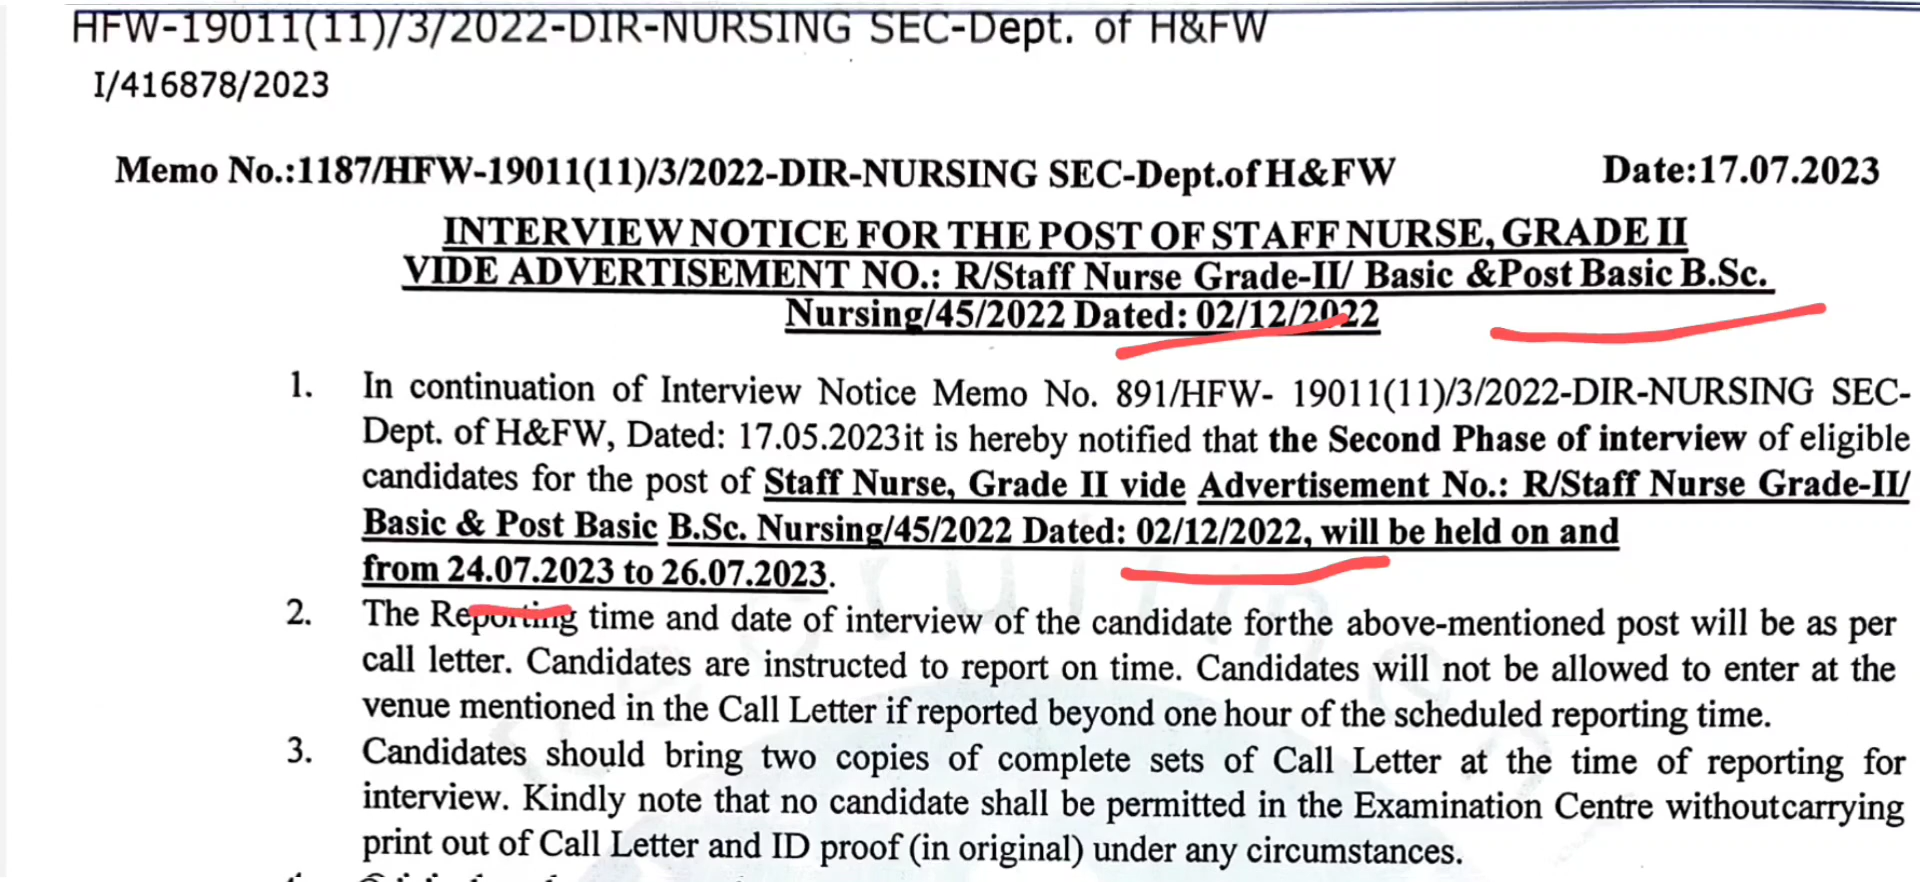 HFW-19011(11)/3/2022-DIR-NURSING SEC-Dept. of H&FW
I/416878/2023
Memo No.:1187/HFW-19011(11)/3/2022-DIR-NURSING SEC-Dept.of H&FW Date:17.07.2023
INTERVIEW NOTICE FOR THE POST OF STAFF NURSE, GRADE II
VIDE ADVERTISEMENT NO.: R/Staff Nurse Grade-II/ Basic &Post Basic B.Sc.
Nursing/45/2022 Dated: 02/12/2022
1. In continuation of Interview Notice Memo No. 891/HFW- 19011(11)/3/2022-DIR-NURSING SEC-
Dept. of H&FW, Dated: 17.05.2023it is hereby notified that the Second Phase of interview of eligible
candidates for the post of Staff Nurse, Grade II vide Advertisement No.: R/Staff Nurse Grade-II/
Basic & Post Basic B.Sc. Nursing/45/2022 Dated: 02/12/2022, will be held on and
from 24.07.2023 to 26.07.2023.
2. The Reporting time and date of interview of the candidate forthe above-mentioned post will be as per
call letter. Candidates are instructed to report on time. Candidates will not be allowed to enter at the
venue mentioned in the Call Letter if reported beyond one hour of the scheduled reporting time.
3. Candidates should bring two copies of complete sets of Call Letter at the time of reporting for
interview. Kindly note that no candidate shall be permitted in the Examination Centre withoutcarrying
print out of Call Letter and ID proof (in original) under any circumstances.